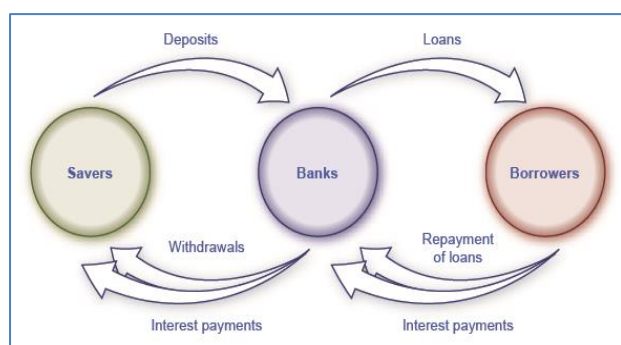 Deposits
Loans
Savers
Banks
Borrowers
Withdrawals
Repayment
of loans
Interest payments
Interest payments